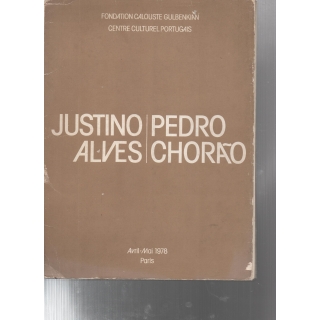 FONDATION CALOUSTE GULBENKIAN
CENTRE CULTUREL PORTUGAIS
JUSTINO | PEDRO
ALVES | CHORÃO
Avril-Mai 1978
Paris